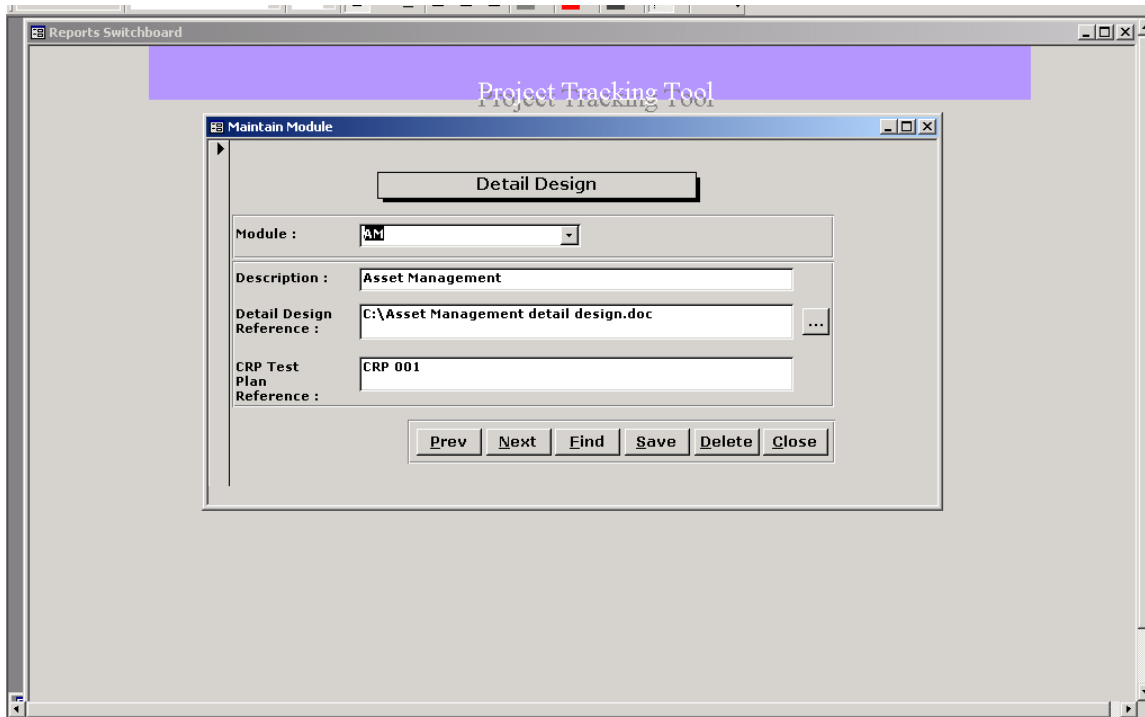 Reports Switchboard
Project Tracking Tool
Maintain Module
Detail Design
Module :
AM
Description :
Asset Management
Detail Design
Reference :
C:\Asset Management detail design.doc
...
CRP Test
Plan
Reference :
CRP 001
Prev Next Find Save Delete Close